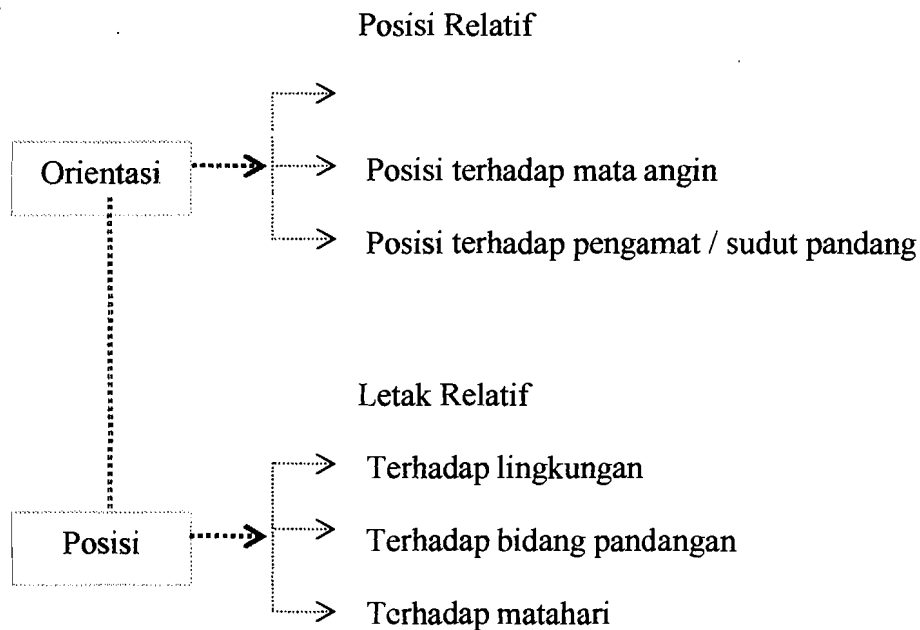 Posisi Relatif
Orientasi
Posisi terhadap mata angin
Posisi terhadap pengamat / sudut pandang
Letak Relatif
Terhadap lingkungan
Posisi
Terhadap bidang pandangan
Terhadap matahari